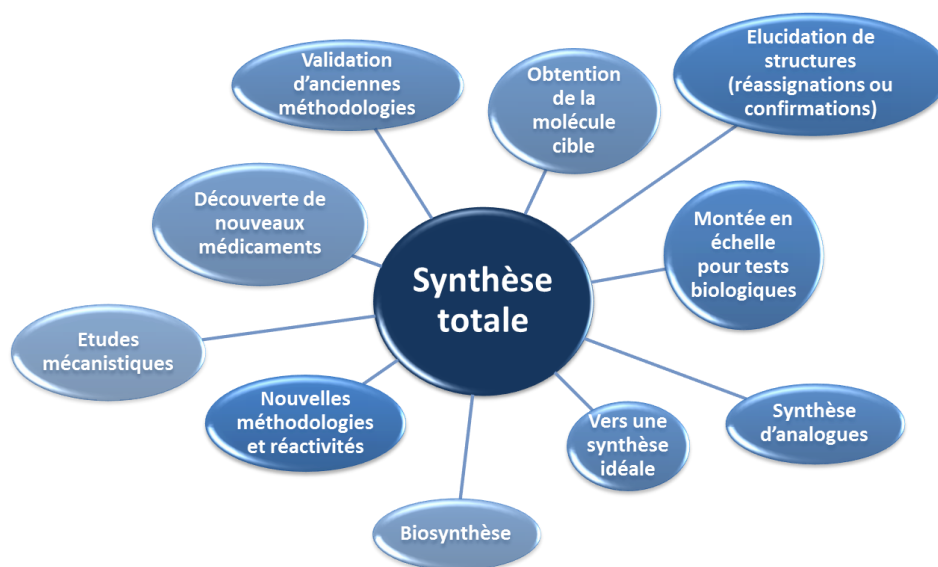 Validation
d'anciennes
méthodologies
Obtention
de la
molécule
cible
Elucidation de
structures
(réassignations ou
confirmations)
Découverte de
nouveaux
médicaments
Synthèse
totale
Montée en
échelle
pour tests
biologiques
Etudes
mécanistiques
Nouvelles
méthodologies
et réactivités
Vers une
synthèse
idéale
Synthèse
d'analogues
Biosynthèse